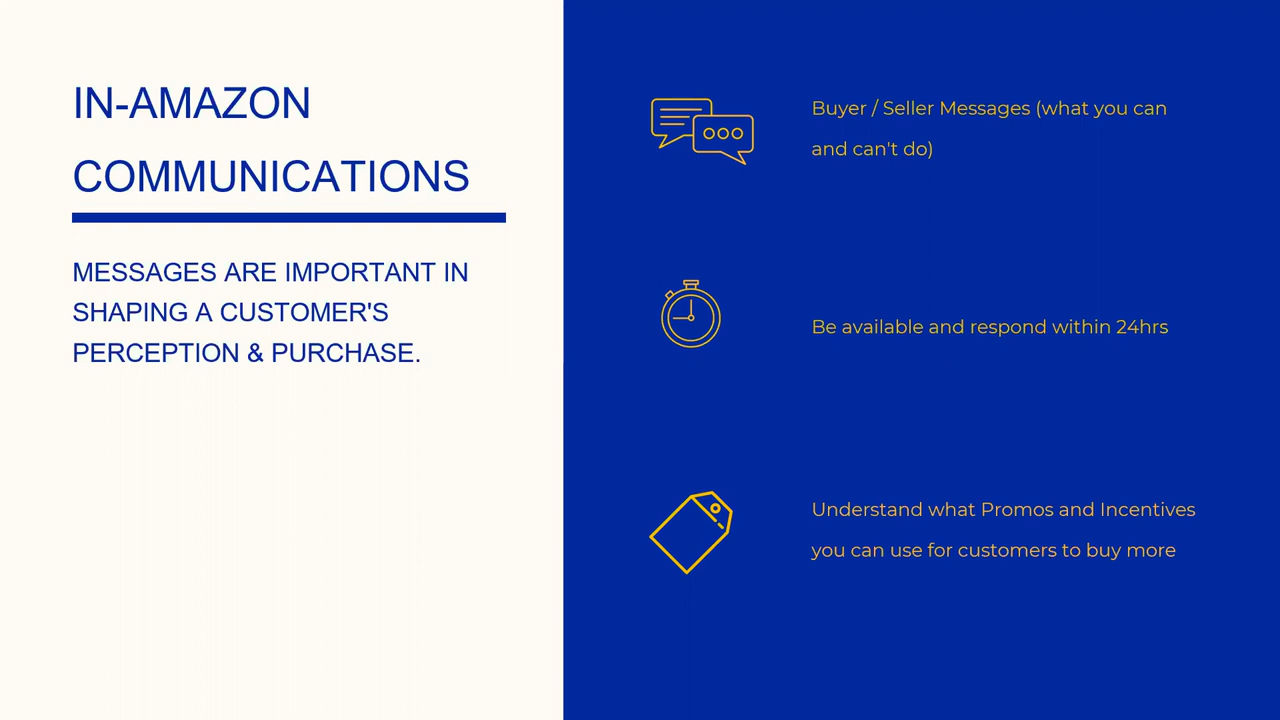 IN-AMAZON
COMMUNICATIONS
MESSAGES ARE IMPORTANT IN
SHAPING A CUSTOMER'S
PERCEPTION & PURCHASE.
Buyer / Seller Messages (what you can
and can't do)
Be available and respond within 24hrs
Understand what Promos and Incentives
you can use for customers to buy more